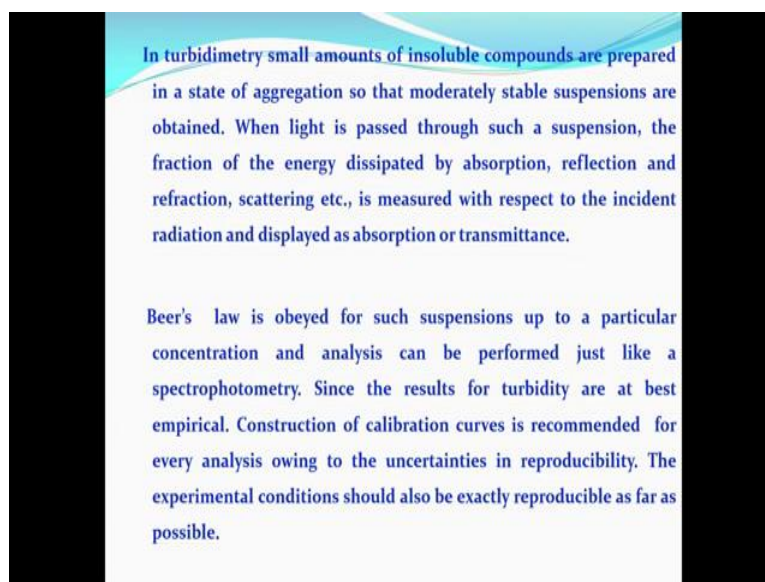 In turbidimetry small amounts of insoluble compounds are prepared
in a state of aggregation so that moderately stable suspensions are
obtained. When light is passed through such a suspension, the
fraction of the energy dissipated by absorption, reflection and
refraction, scattering etc., is measured with respect to the incident
radiation and displayed as absorption or transmittance.
Beer's law is obeyed for such suspensions up to a particular
concentration and analysis can be performed just like a
spectrophotometry. Since the results for turbidity are at best
empirical. Construction of calibration curves is recommended for
every analysis owing to the uncertainties in reproducibility. The
experimental conditions should also be exactly reproducible as far as
possible.